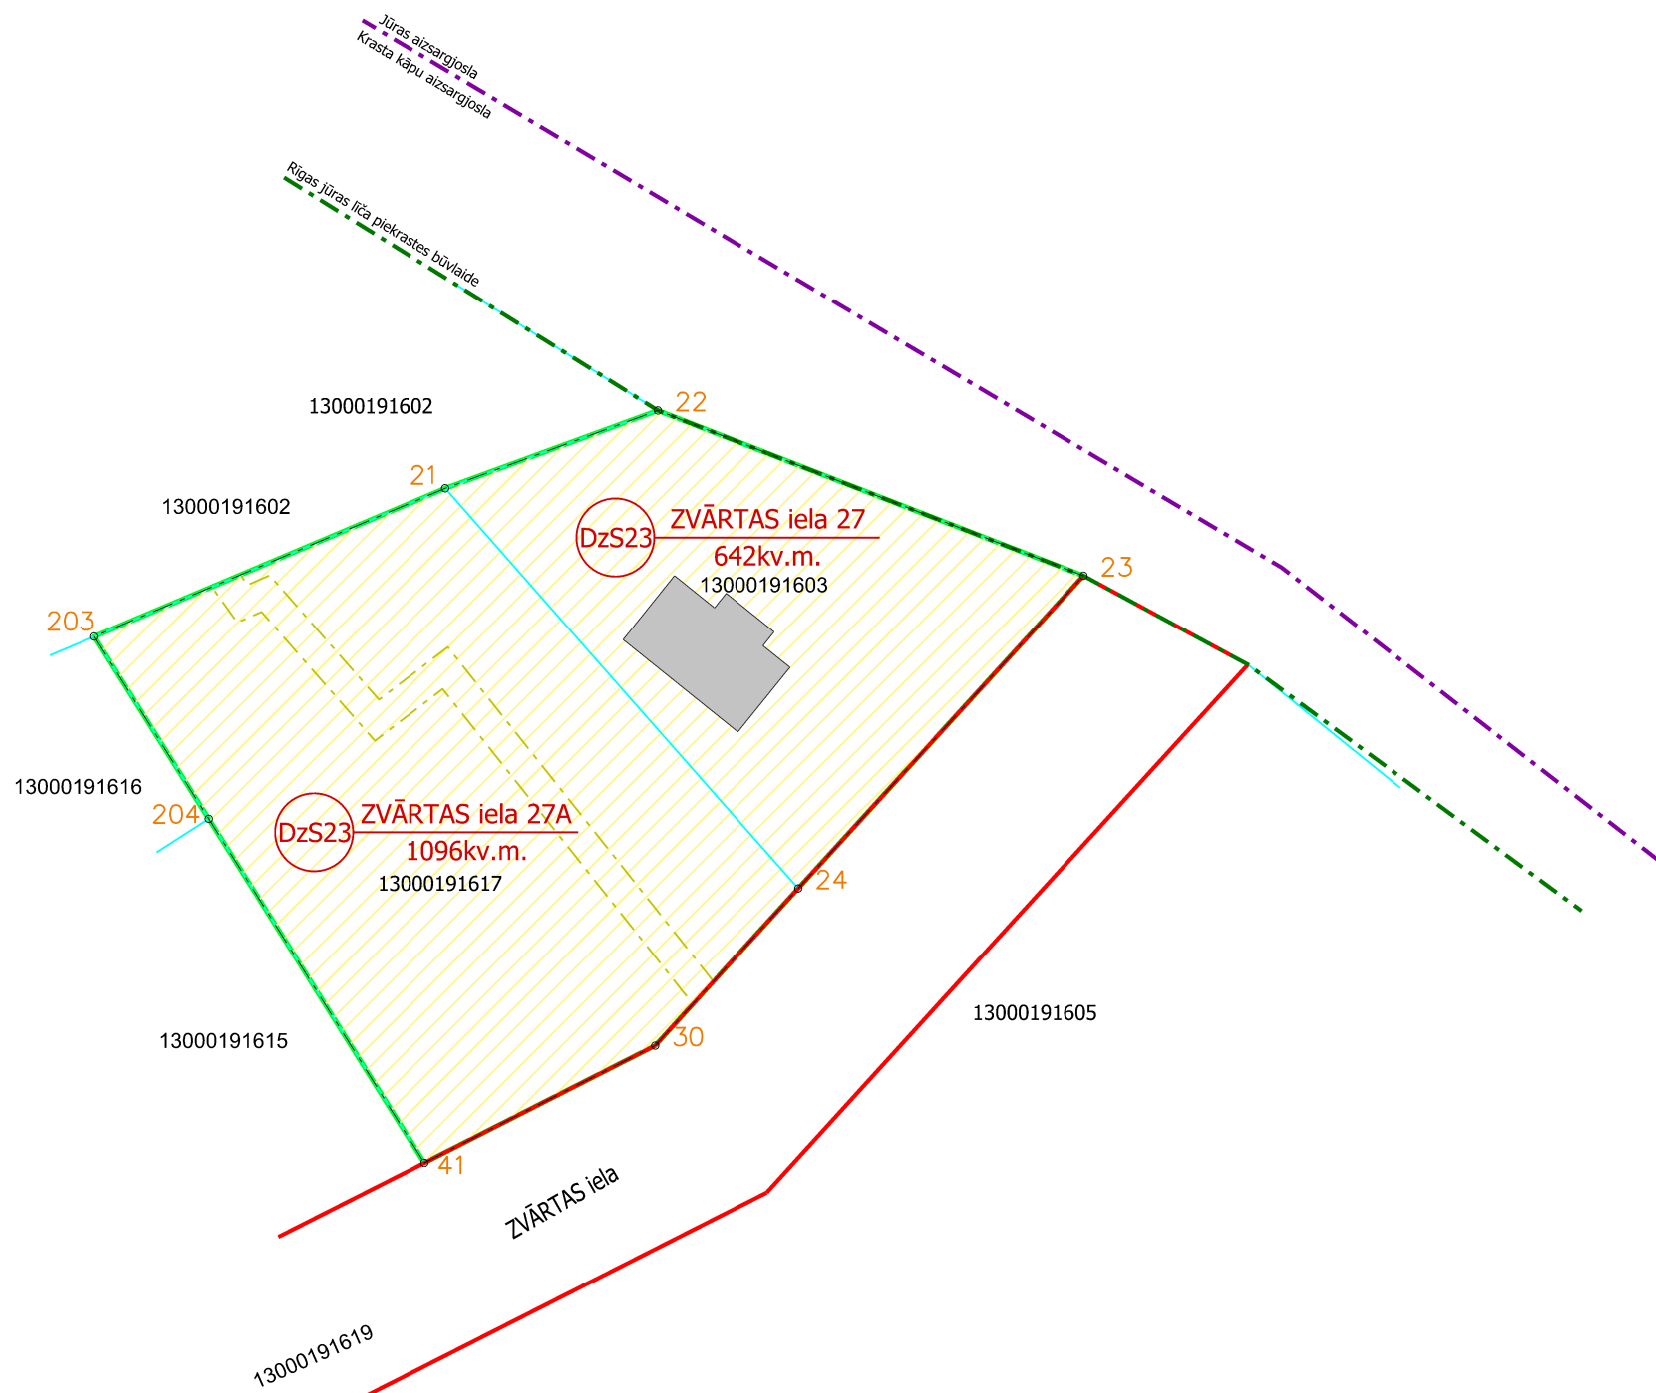 Jūras aizsargjosla
Krasta kāpu aizsargjosla
Rīgas jūras līča piekrastes būvlaide
22
13000191602
21
13000191602
DzS23
ZVĀRTAS iela 27
642kv.m.
13000191603
23
203
13000191616
204
DzS23
ZVĀRTAS iela 27A
1096kv.m.
13000191617
24
13000191605
30
13000191615
41
ZVĀRTAS iela
13000191619